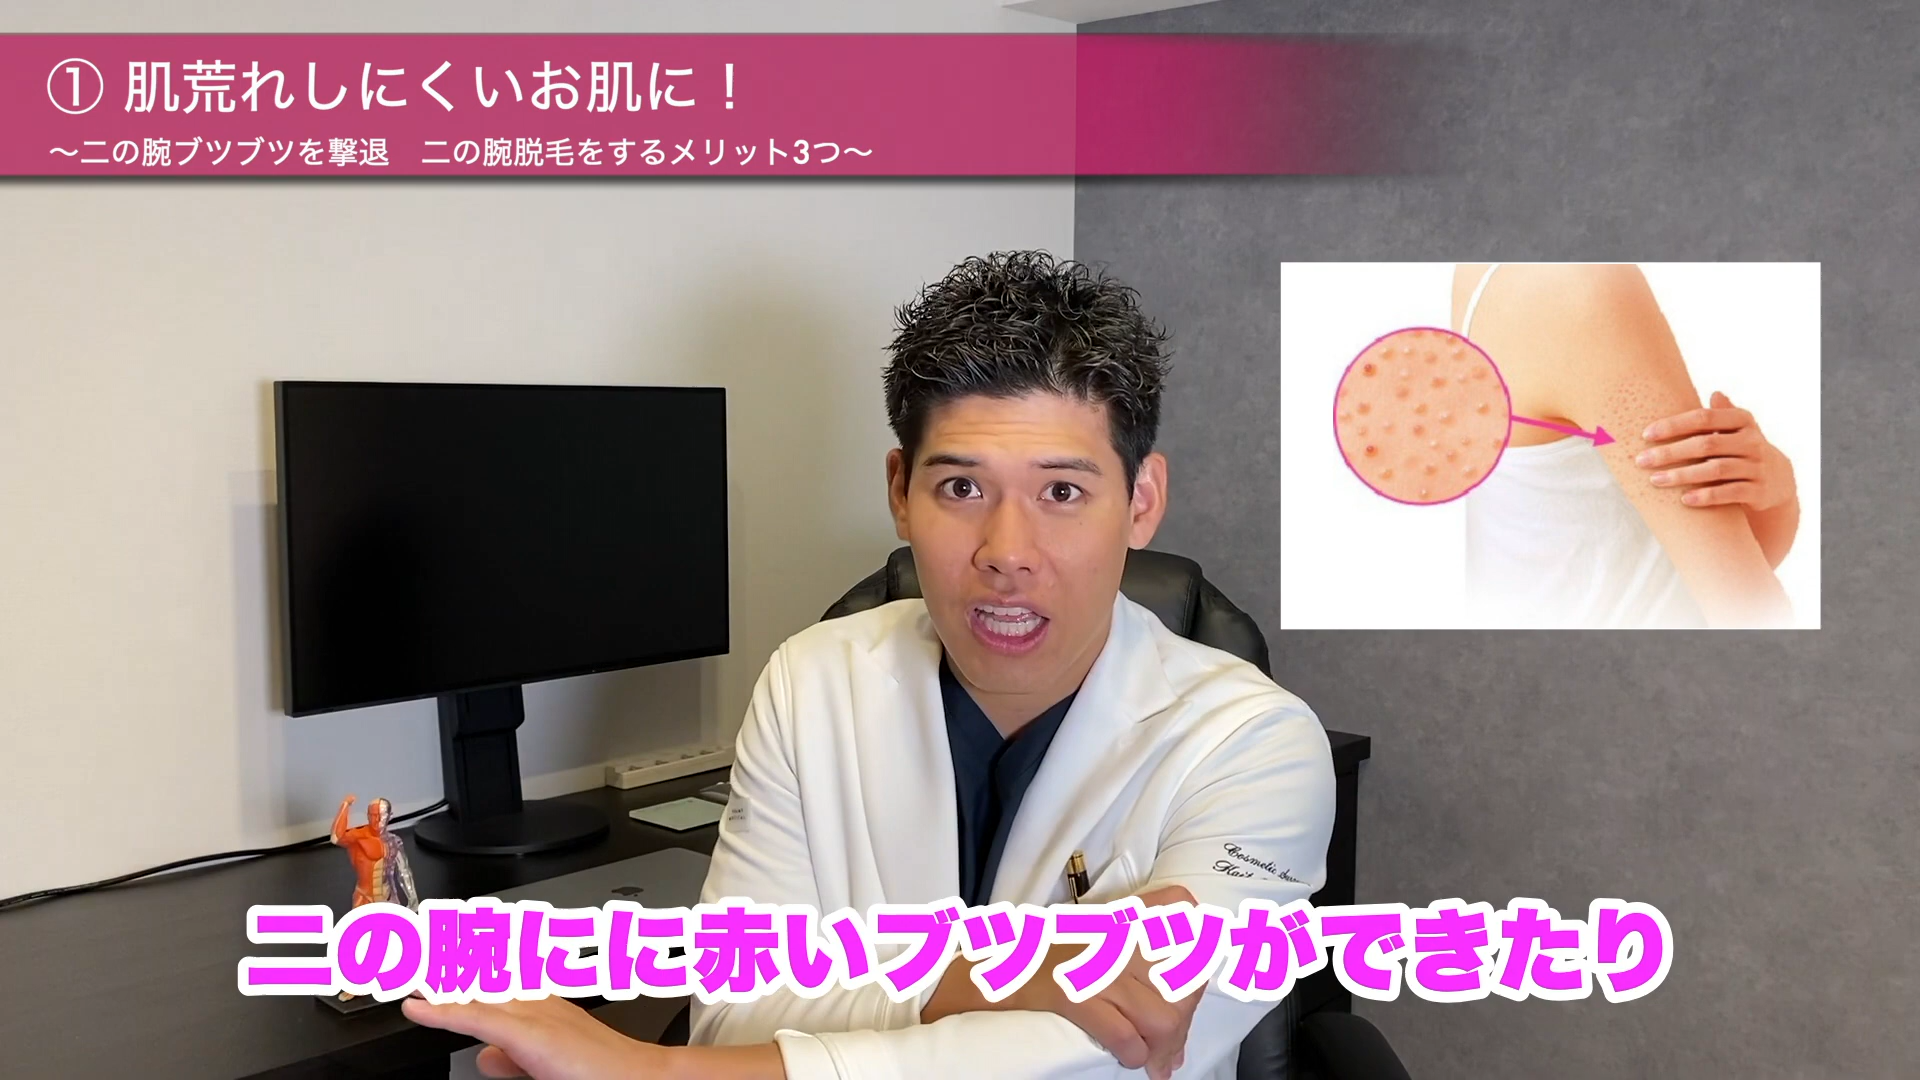 ① 肌荒れしにくいお肌に！
〜二の腕ブツブツを撃退　二の腕脱毛をするメリット3つ〜
Cosmetic
二の腕にに赤いブツブツができたり